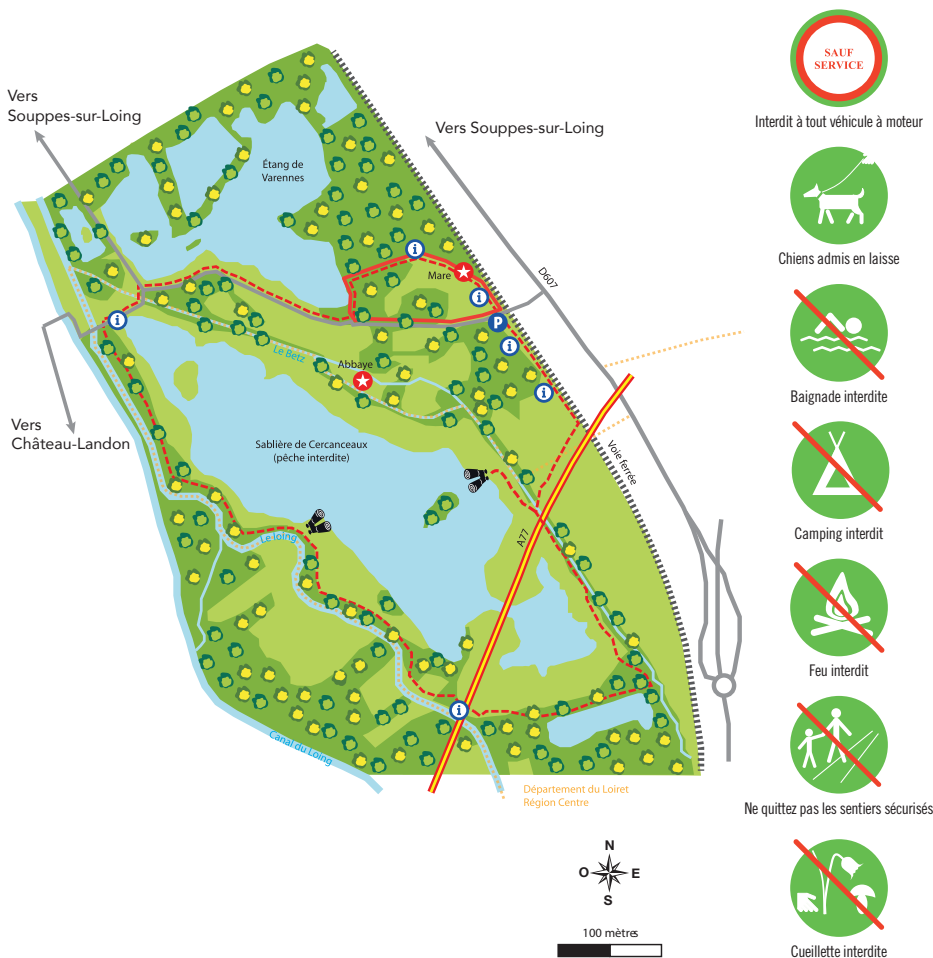 Vers
Souppes-sur-Loing
Vers Souppes-sur-Loing
Étang de
Varennes
Mare
D607
P
i
i
i
i
i
i
Le Betz
Abbaye
Vers
Château-Landon
Sablière de Cercanceaux
(pêche interdite)
Voie ferrée
A77
Le loing
Canal du Loing
Département du Loiret
Région Centre
N
O
E
S
100 mètres
SAUF
SERVICE
Interdit à tout véhicule à moteur
Chiens admis en laisse
Baignade interdite
Camping interdit
Feu interdit
Ne quittez pas les sentiers sécurisés
Cueillette interdite